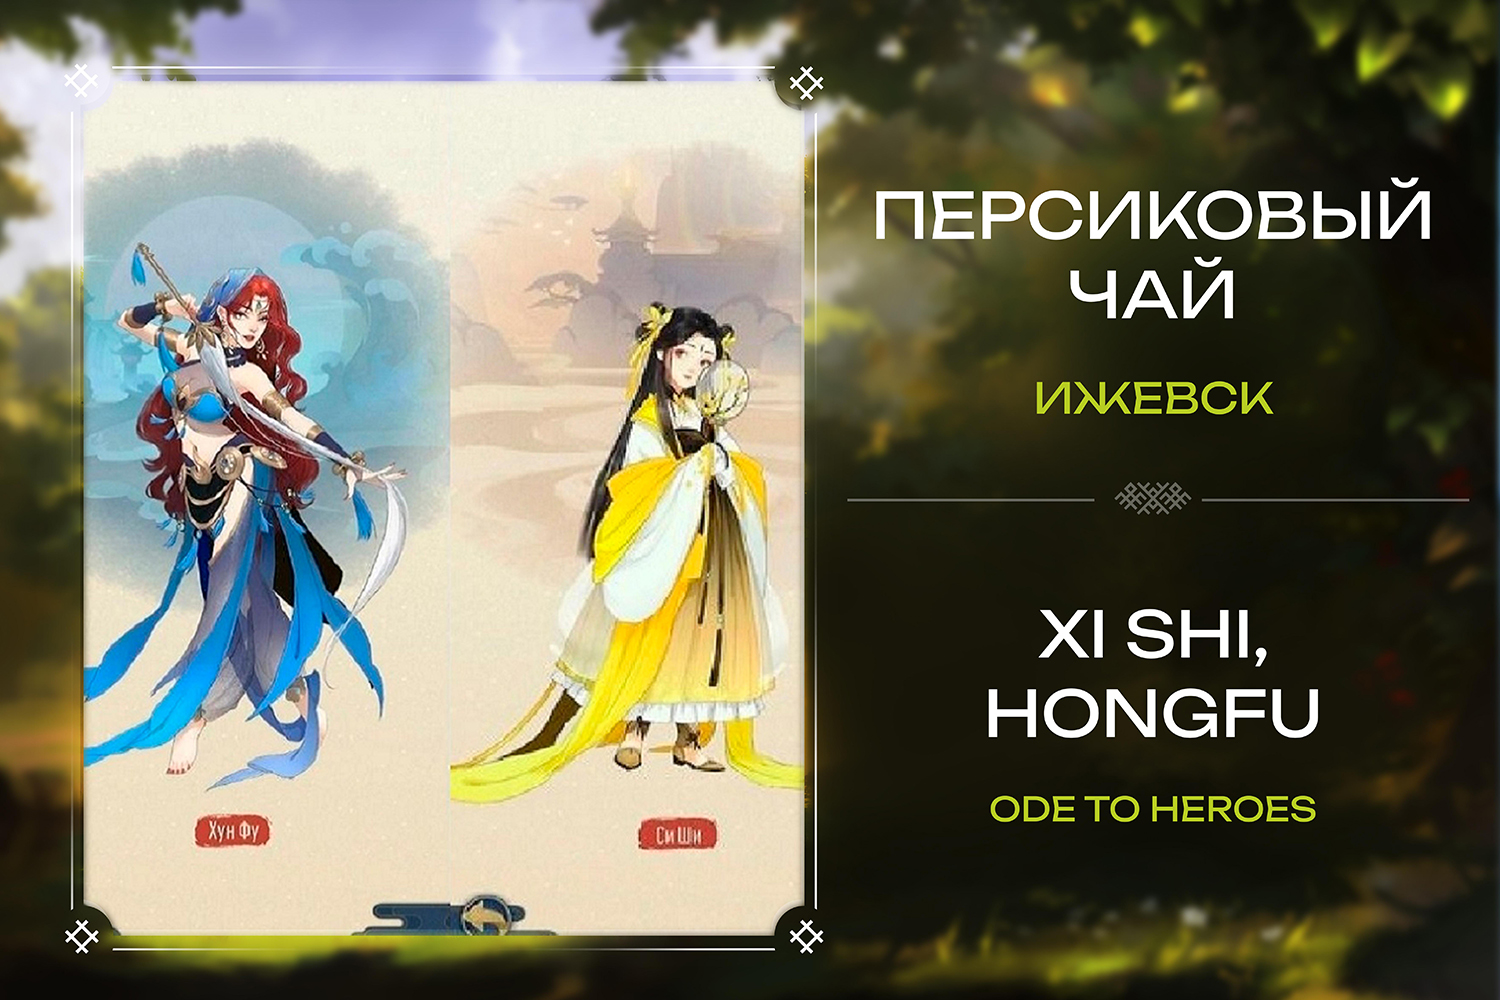 ПЕРСИКОВЫЙ
ЧАЙ
ИЖЕВСК
XI SHI,
HONGFU
ODE TO HEROES
Хун Фу
Си Ши